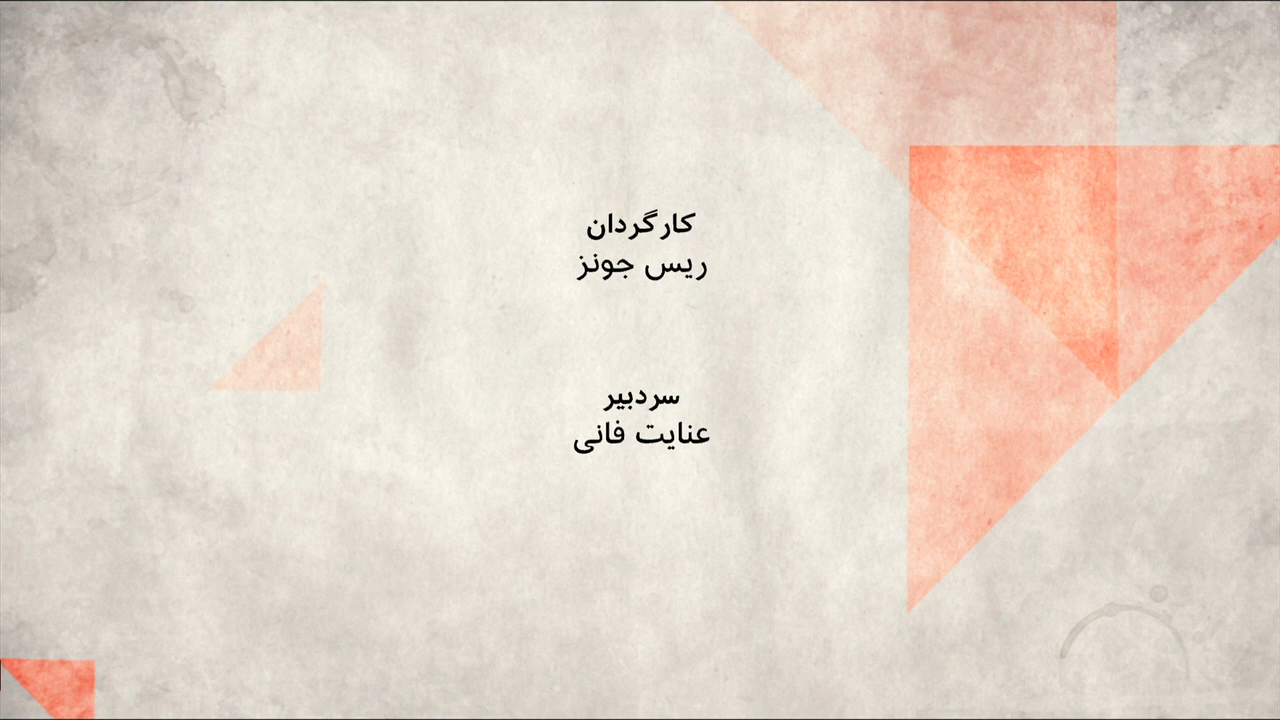 کارگردان
ریس جونز
سردبیر
عنایت فانی